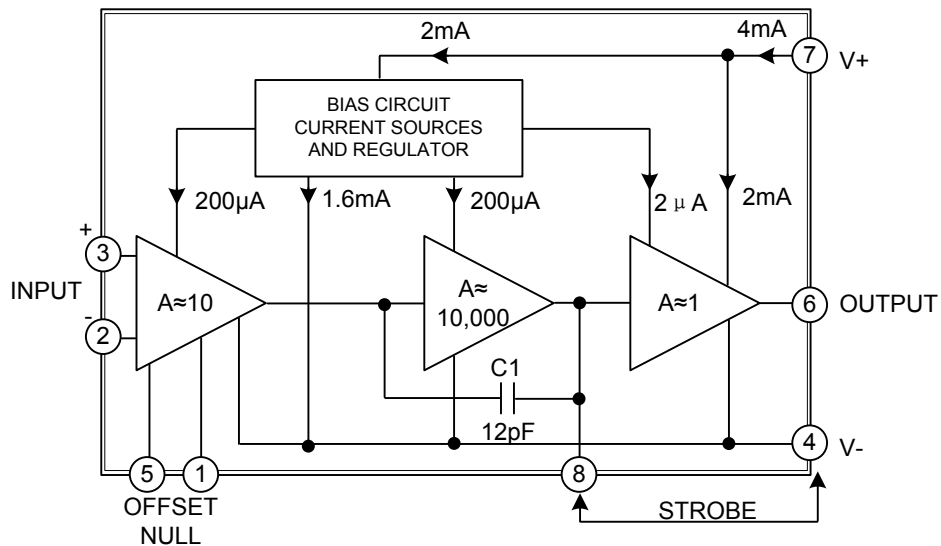 2mA
4mA
7
V+
BIAS CIRCUIT
CURRENT SOURCES
AND REGULATOR
200µA
1.6mA
200µA
2 μ A
2mA
+
3
INPUT
-
2
A≈10
A≈
10,000
A≈1
6
OUTPUT
C1
12pF
4
V-
5
1
8
OFFSET
NULL
STROBE